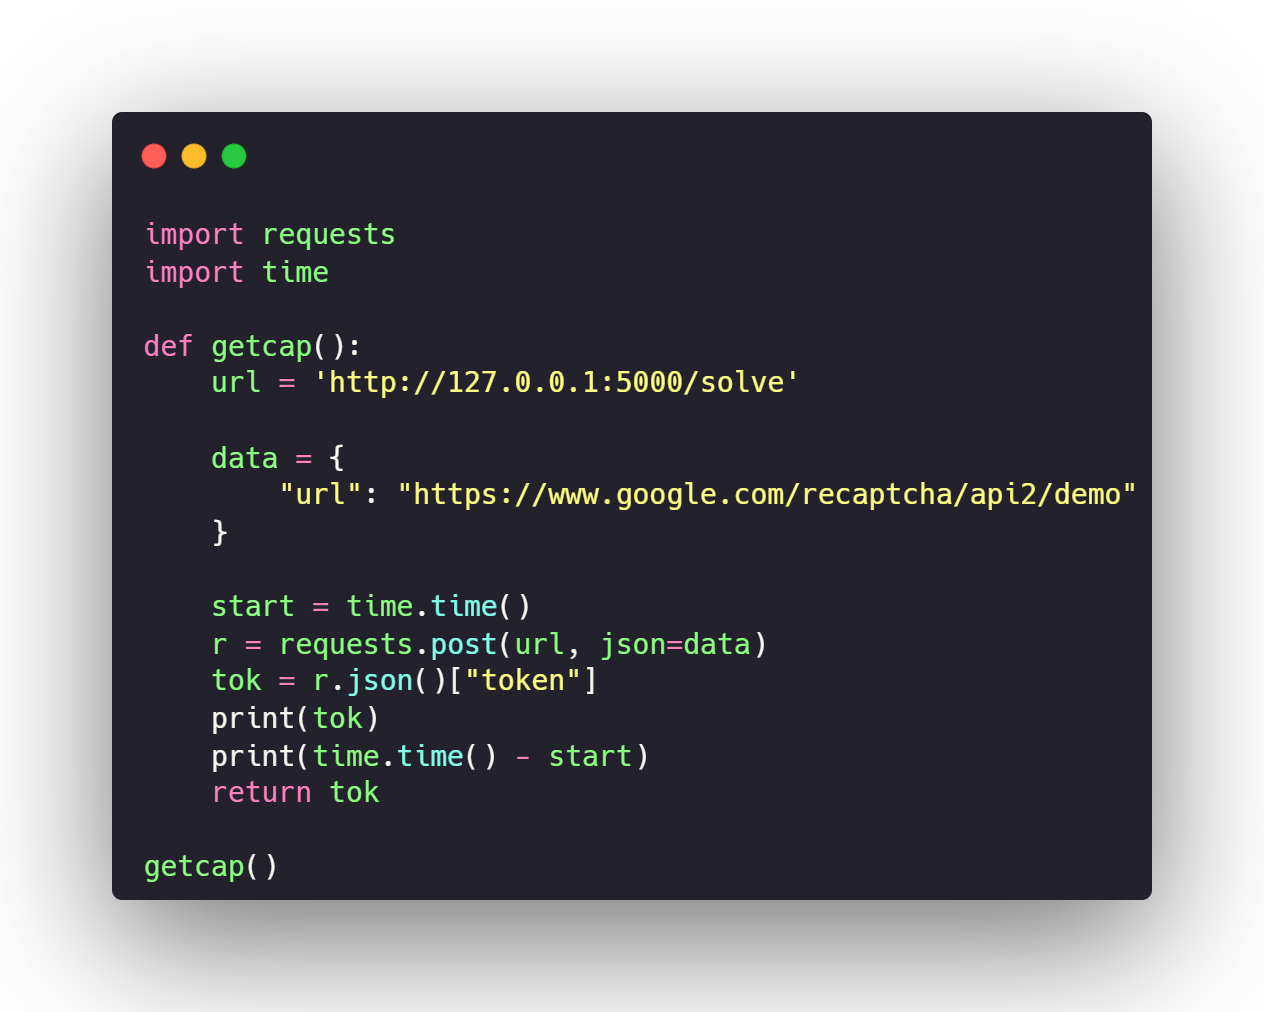 import requests
import time

def getcap():
    url = 'http://127.0.0.1:5000/solve'

    data = {
        "url": "https://www.google.com/recaptcha/api2/demo"
    }

    start = time.time()
    r = requests.post(url, json=data)
    tok = r.json()["token"]
    print(tok)
    print(time.time() - start)
    return tok

getcap()